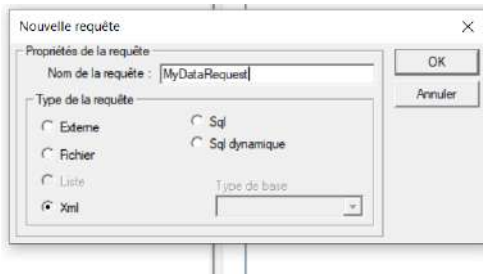 Nouvelle requête
Propriétés de la requête
Nom de la requête : MyDataRequest
OK
Annuler
Type de la requête
Externe
Sql
Fichier
Sql dynamique
Liste
Type de base
Xml